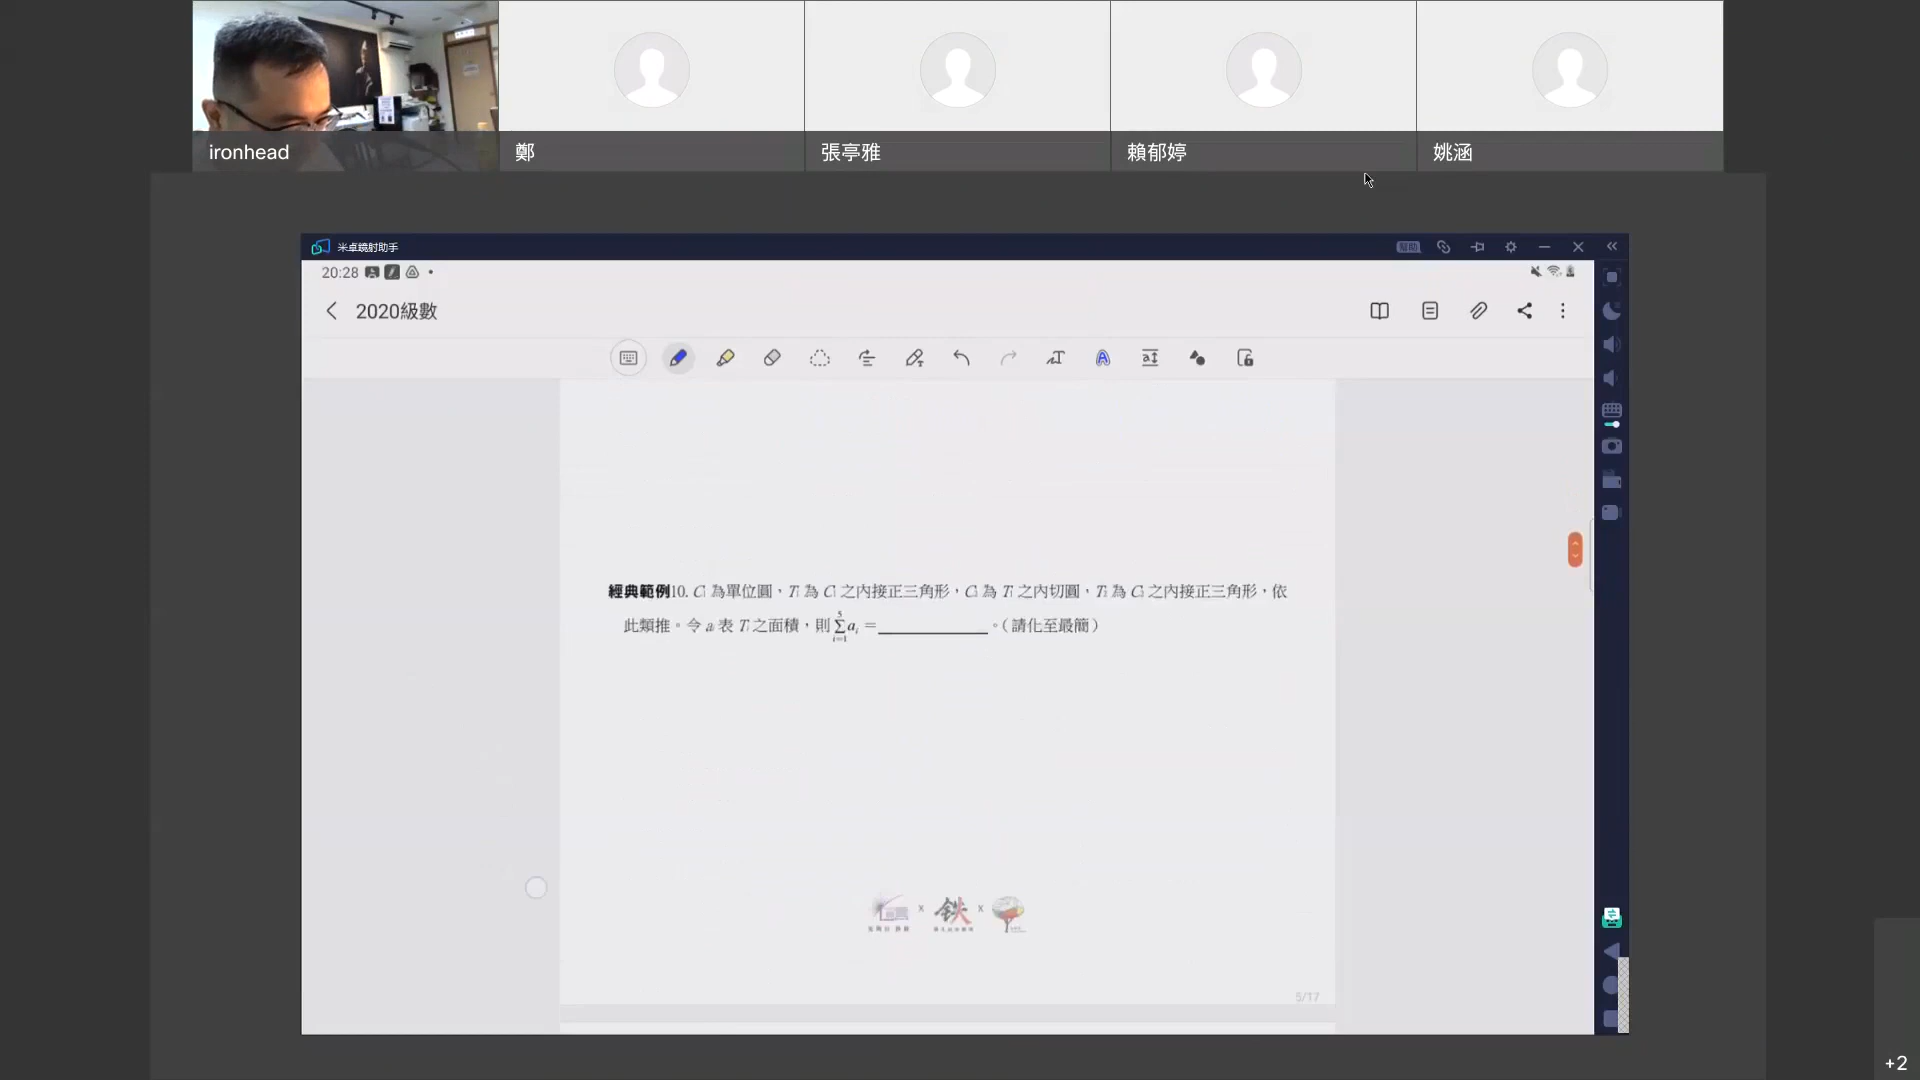 ironhead
鄭
張亭雅
賴郁婷
姚涵
米卓鏡射助手
20:28
2020級數
經典範例10. C₁ 為單位圓，T₁ 為 C₁ 之內接正三角形，C₂ 為 T₁ 之內切圓，T₂ 為 C₂ 之內接正三角形，依
此類推。令 aᵢ 表 Tᵢ 之面積，則 ∑_{i=1}^{5} aᵢ = ________。（請化至最簡）
x 鉄 x
5/17
+2